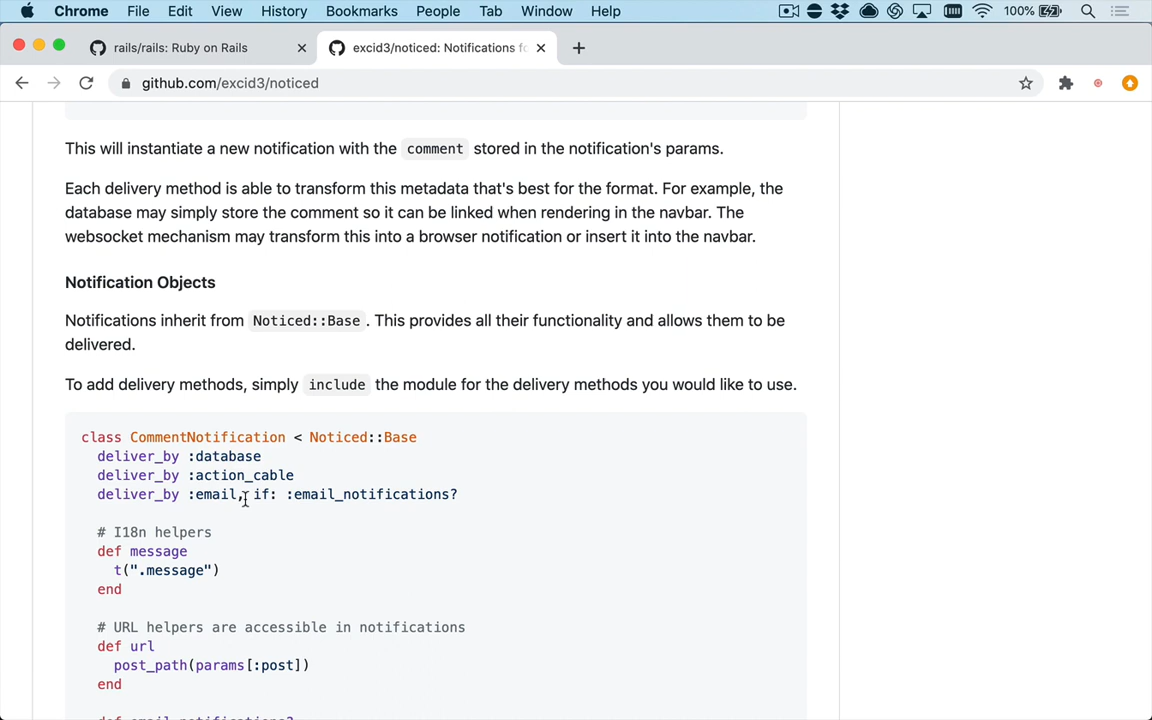 Chrome File Edit View History Bookmarks People Tab Window Help 100%
rails/rails: Ruby on Rails
excid3/noticed: Notifications fo
github.com/excid3/noticed
This will instantiate a new notification with the comment stored in the notification's params.
Each delivery method is able to transform this metadata that's best for the format. For example, the
database may simply store the comment so it can be linked when rendering in the navbar. The
websocket mechanism may transform this into a browser notification or insert it into the navbar.
Notification Objects
Notifications inherit from Noticed::Base. This provides all their functionality and allows them to be
delivered.
To add delivery methods, simply include the module for the delivery methods you would like to use.
class CommentNotification < Noticed::Base
deliver_by :database
deliver_by :action_cable
deliver_by :email, if: :email_notifications?
# I18n helpers
def message
t(".message")
end
# URL helpers are accessible in notifications
def url
post_path(params[:post])
end
def email_notifications?